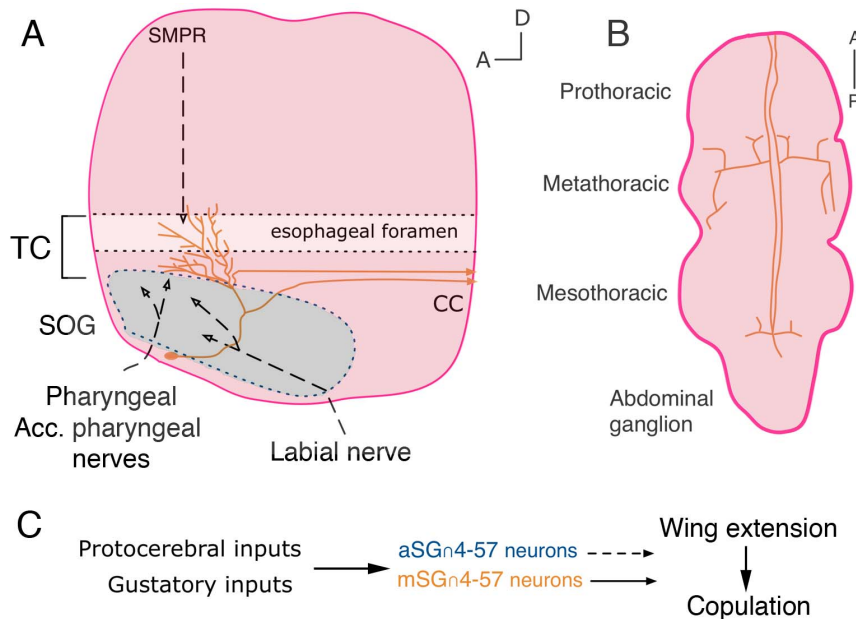 A
SMPR
D
A
TC
esophageal foramen
CC
SOG
Pharyngeal
Acc. pharyngeal
nerves
Labial nerve
B
A
Prothoracic
Metathoracic
Mesothoracic
Abdominal
ganglion
C
Protocerebral inputs
Gustatory inputs
aSG∩4-57 neurons
mSG∩4-57 neurons
Wing extension
Copulation